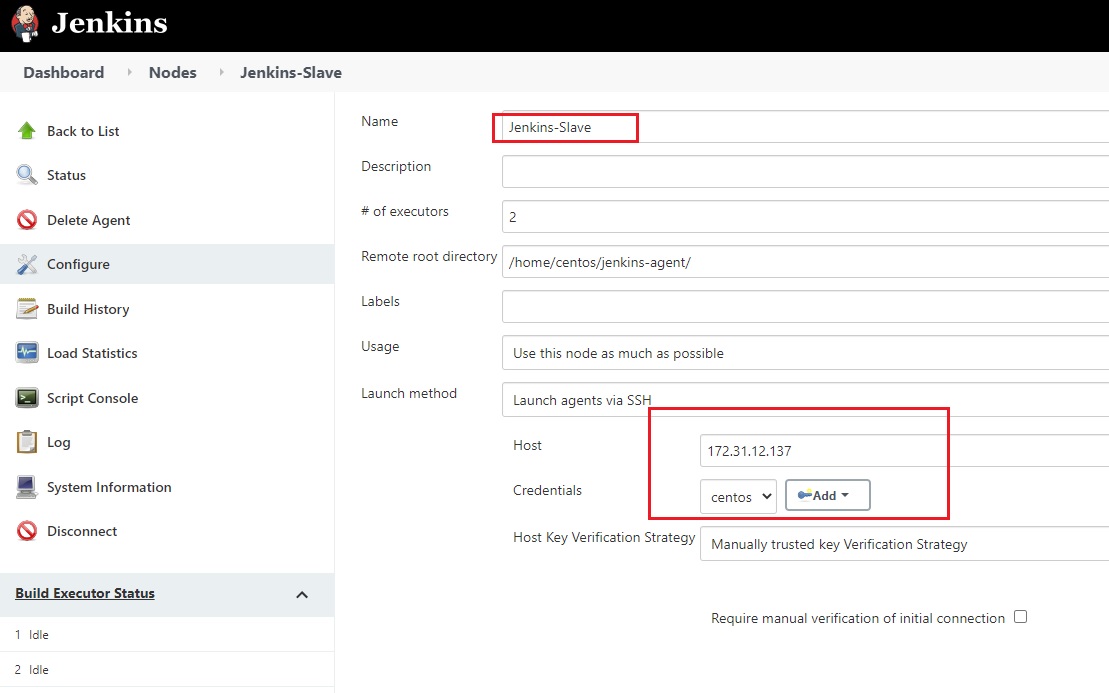 Jenkins
Dashboard Nodes Jenkins-Slave
Back to List
Status
Delete Agent
Configure
Build History
Load Statistics
Script Console
Log
System Information
Disconnect
Build Executor Status
1 Idle
2 Idle
Name Jenkins-Slave
Description
# of executors 2
Remote root directory /home/centos/jenkins-agent/
Labels
Usage Use this node as much as possible
Launch method Launch agents via SSH
Host 172.31.12.137
Credentials centos Add
Host Key Verification Strategy Manually trusted key Verification Strategy
Require manual verification of initial connection